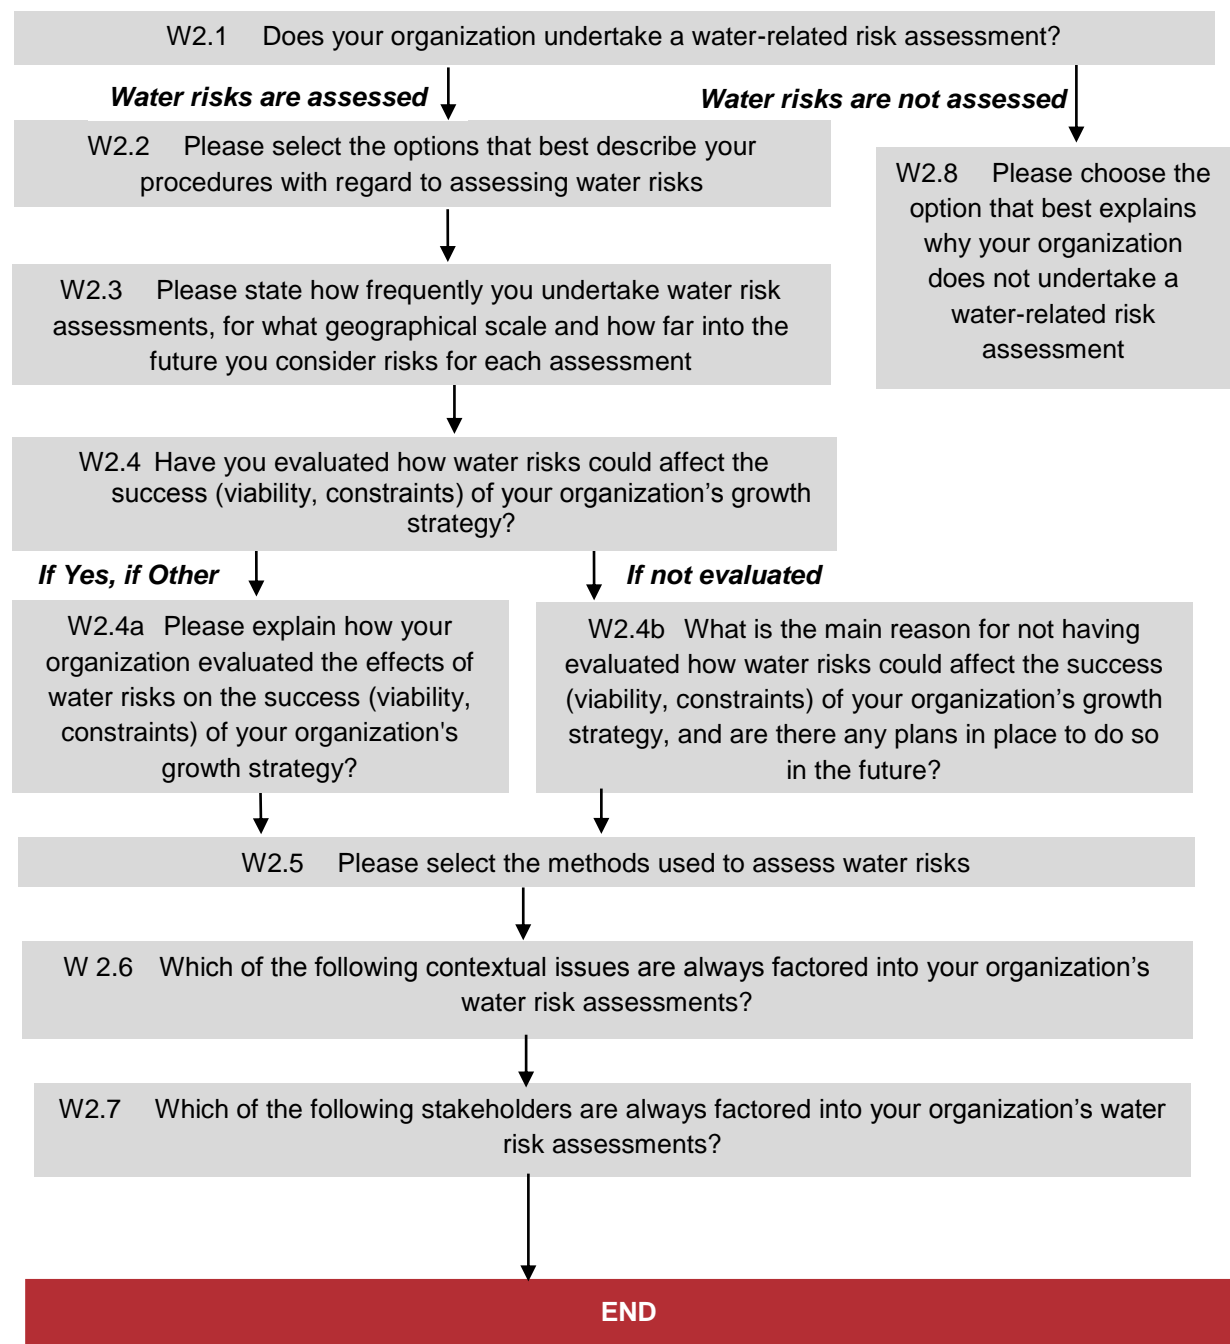 W2.1 Does your organization undertake a water-related risk assessment?
Water risks are assessed
Water risks are not assessed
W2.2 Please select the options that best describe your
procedures with regard to assessing water risks
W2.8 Please choose the
option that best explains
why your organization
does not undertake a
water-related risk
assessment
W2.3 Please state how frequently you undertake water risk
assessments, for what geographical scale and how far into the
future you consider risks for each assessment
W2.4 Have you evaluated how water risks could affect the
success (viability, constraints) of your organization’s growth
strategy?
If Yes, if Other
If not evaluated
W2.4a Please explain how your
organization evaluated the effects of
water risks on the success (viability,
constraints) of your organization's
growth strategy?
W2.4b What is the main reason for not having
evaluated how water risks could affect the success
(viability, constraints) of your organization’s growth
strategy, and are there any plans in place to do so
in the future?
W2.5 Please select the methods used to assess water risks
W 2.6 Which of the following contextual issues are always factored into your organization’s
water risk assessments?
W2.7 Which of the following stakeholders are always factored into your organization’s water
risk assessments?
END